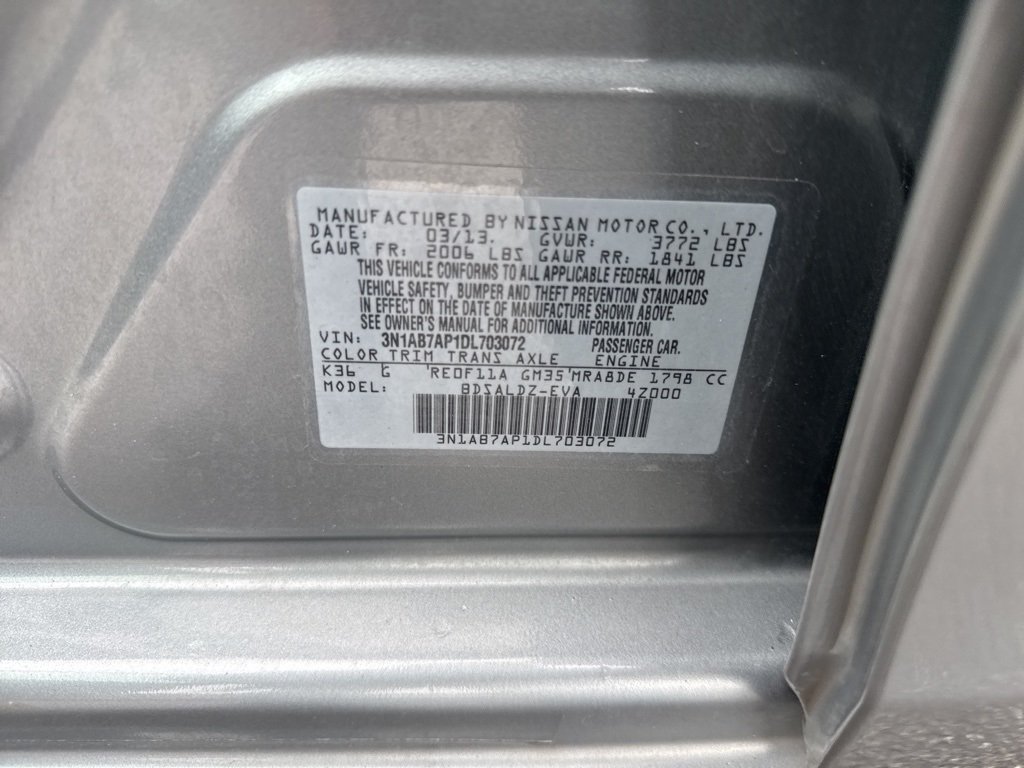 MANUFACTURED BY NISSAN MOTOR CO., LTD.
DATE: 03/13. GVWR: 3772 LBS
GAWR FR: 2006 LBS GAWR RR: 1841 LBS
THIS VEHICLE CONFORMS TO ALL APPLICABLE FEDERAL MOTOR
VEHICLE SAFETY, BUMPER AND THEFT PREVENTION STANDARDS
IN EFFECT ON THE DATE OF MANUFACTURE SHOWN ABOVE.
SEE OWNER'S MANUAL FOR ADDITIONAL INFORMATION.
VIN: 3N1AB7AP1DL703072 PASSENGER CAR.
COLOR TRIM TRANS AXLE ENGINE
K36 G RE0F11A GM35 MRA8DE 1798 CC
MODEL: BDSALDZ-EVA 4Z000
3N1AB7AP1DL703072